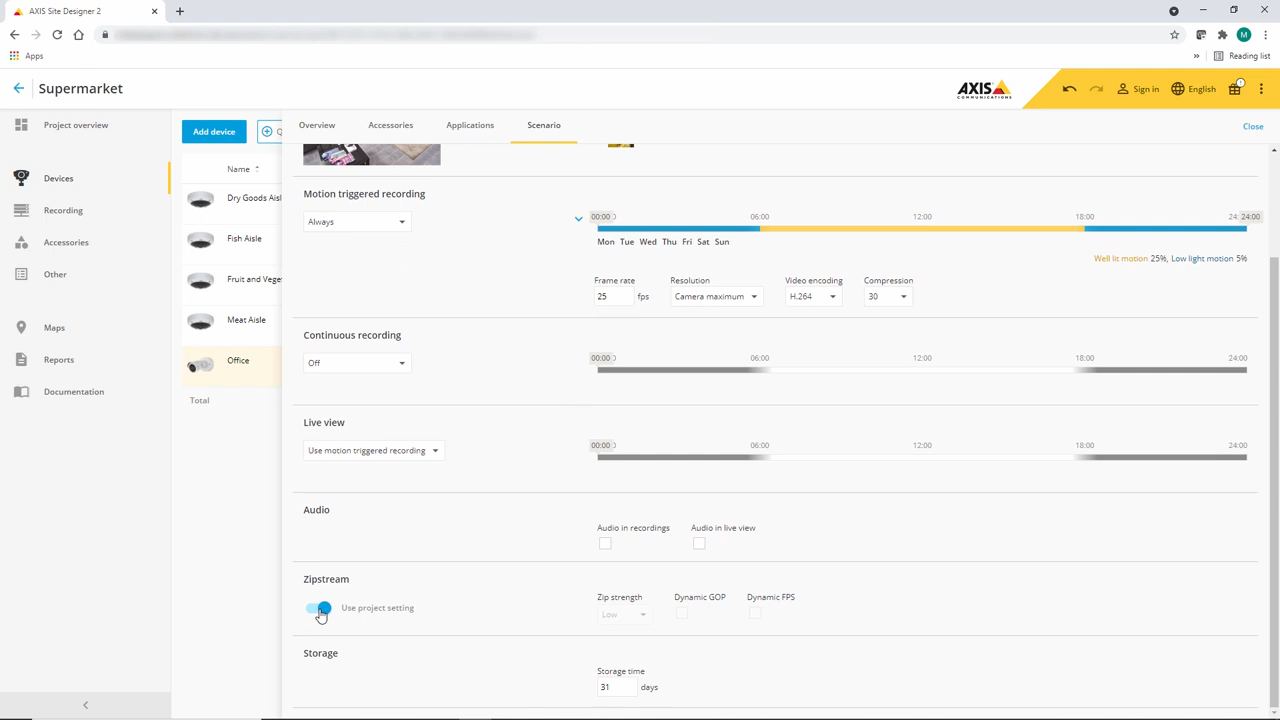 AXIS Site Designer 2
M
Apps
Reading list
Supermarket
AXIS
COMMUNICATIONS
Sign in
English
1
Project overview
Devices
Recording
Accessories
Other
Maps
Reports
Documentation
Add device
Q
Name
Dry Goods Aisl
Fish Aisle
Fruit and Veget
Meat Aisle
Office
Total
Overview
Accessories
Applications
Scenario
Close
Motion triggered recording
Always
00:00
06:00
12:00
18:00
24:00
Mon Tue Wed Thu Fri Sat Sun
Well lit motion 25%, Low light motion 5%
Frame rate
Resolution
Video encoding
Compression
25 fps
Camera maximum
H.264
30
Continuous recording
Off
00:00
06:00
12:00
18:00
24:00
Live view
Use motion triggered recording
00:00
06:00
12:00
18:00
24:00
Audio
Audio in recordings
Audio in live view
Zipstream
Use project setting
Zip strength
Dynamic GOP
Dynamic FPS
Low
Storage
Storage time
31 days